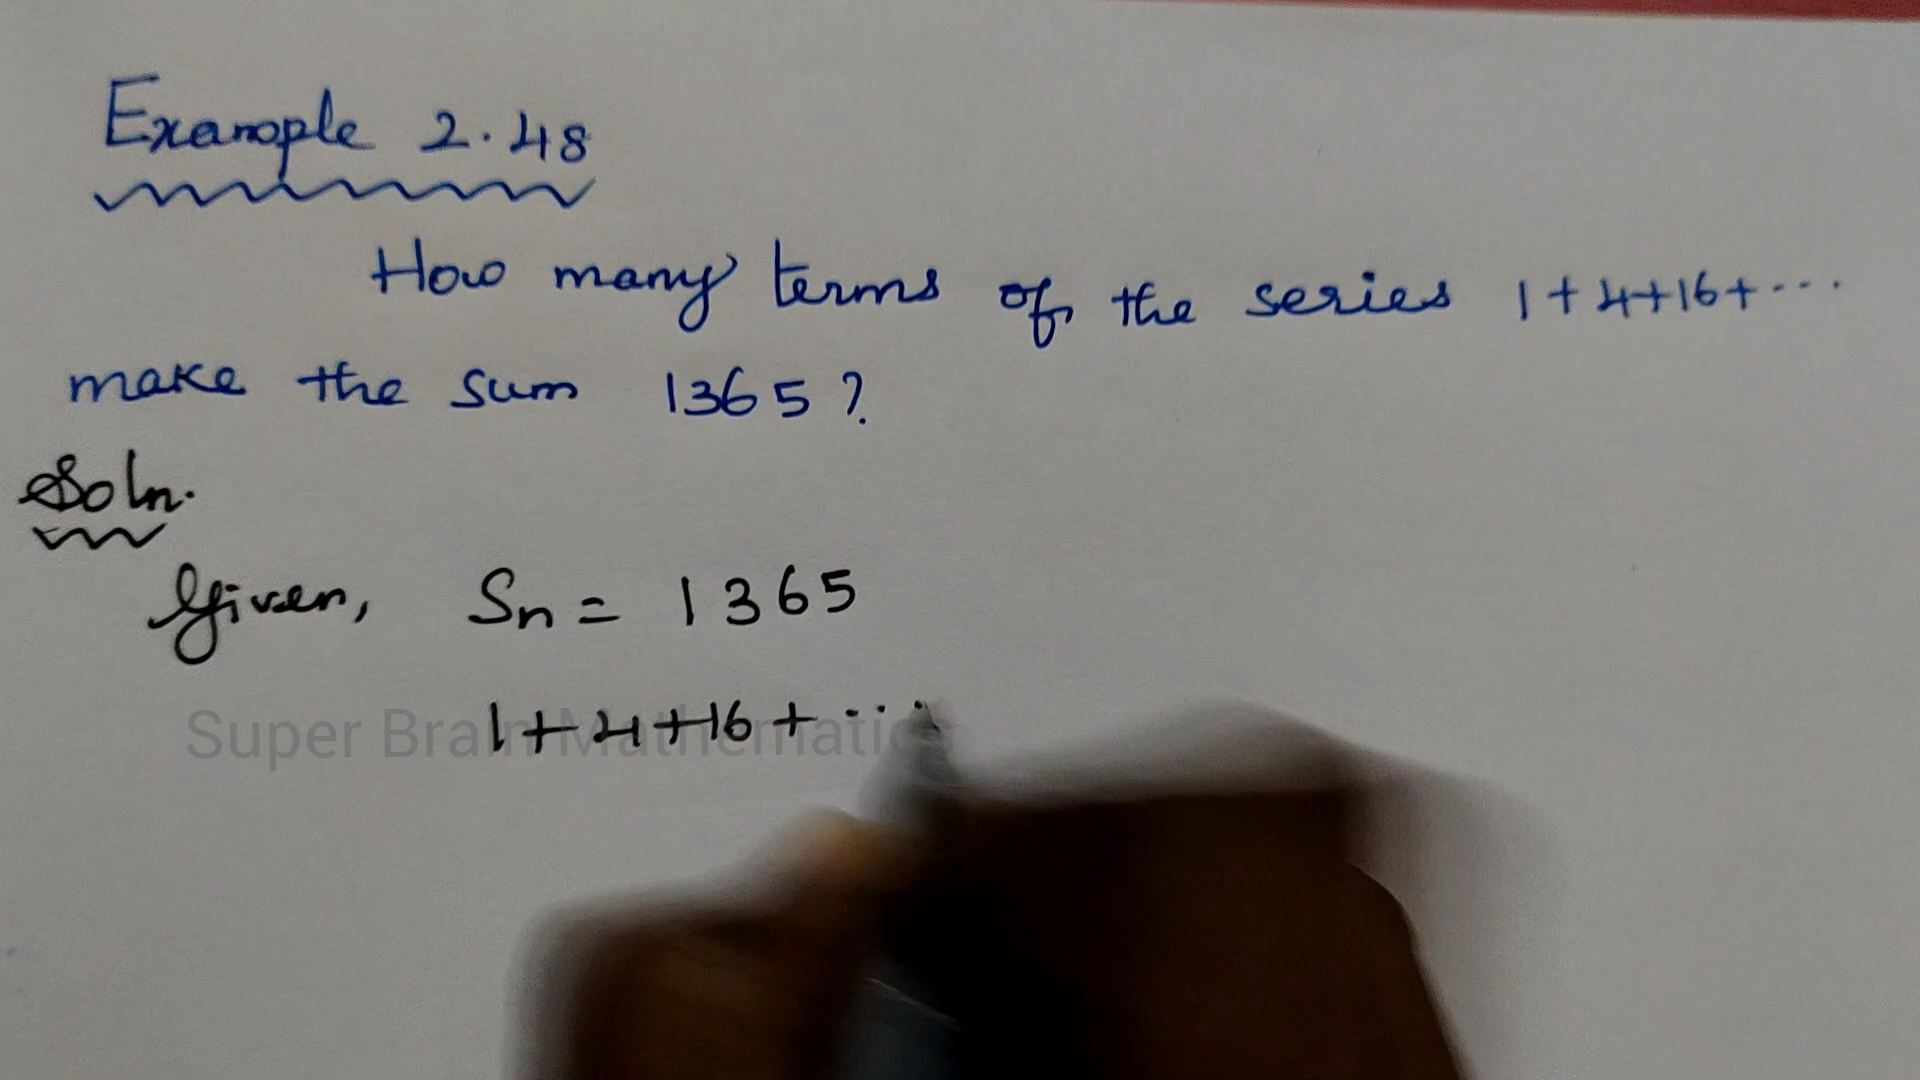 Example 2.48
How many terms of the series 1+4+16+...
make the sum 1365?
Soln.
Given, Sn = 1365
1+4+16+...
Super Brain Mathematics